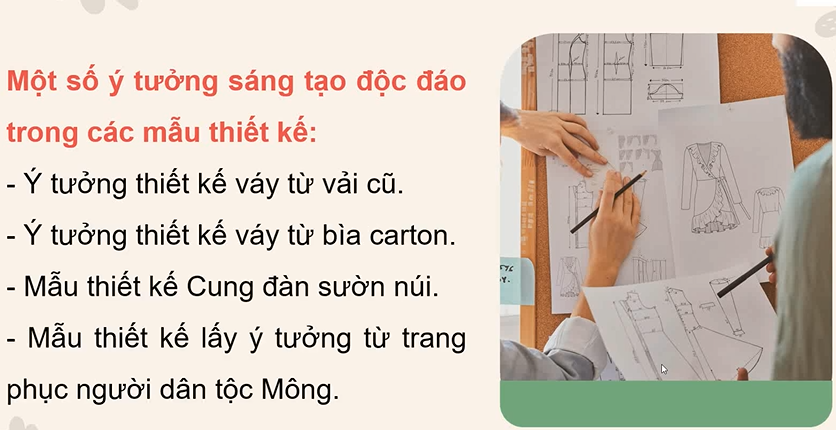 Một số ý tưởng sáng tạo độc đáo
trong các mẫu thiết kế:
- Ý tưởng thiết kế váy từ vải cũ.
- Ý tưởng thiết kế váy từ bìa carton.
- Mẫu thiết kế Cung đàn sườn núi.
- Mẫu thiết kế lấy ý tưởng từ trang
phục người dân tộc Mông.